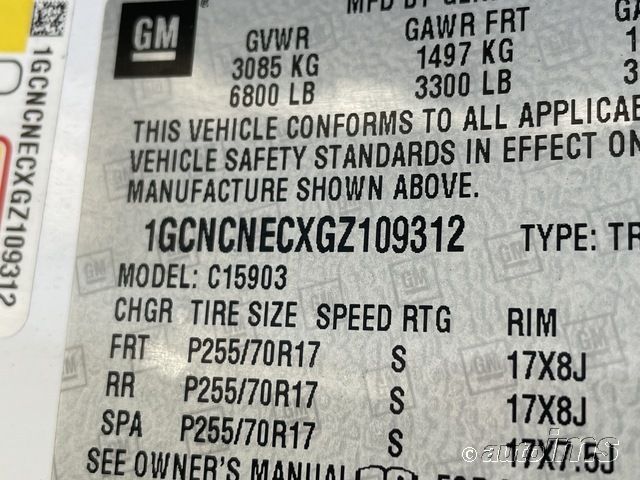 1GCNCNECXGZ109312
GM
GVWR GAWR FRT
3085 KG 1497 KG
6800 LB 3300 LB
THIS VEHICLE CONFORMS TO ALL
VEHICLE SAFETY STANDARDS IN EFFECT ON
MANUFACTURE SHOWN ABOVE.
1GCNCNECXGZ109312 TYPE:
MODEL: C15903
CHGR TIRE SIZE SPEED RTG RIM
FRT P255/70R17 S 17X8J
RR P255/70R17 S 17X8J
SPA P255/70R17 S 17X7.5J
SEE OWNER'S MANUAL
© autoims